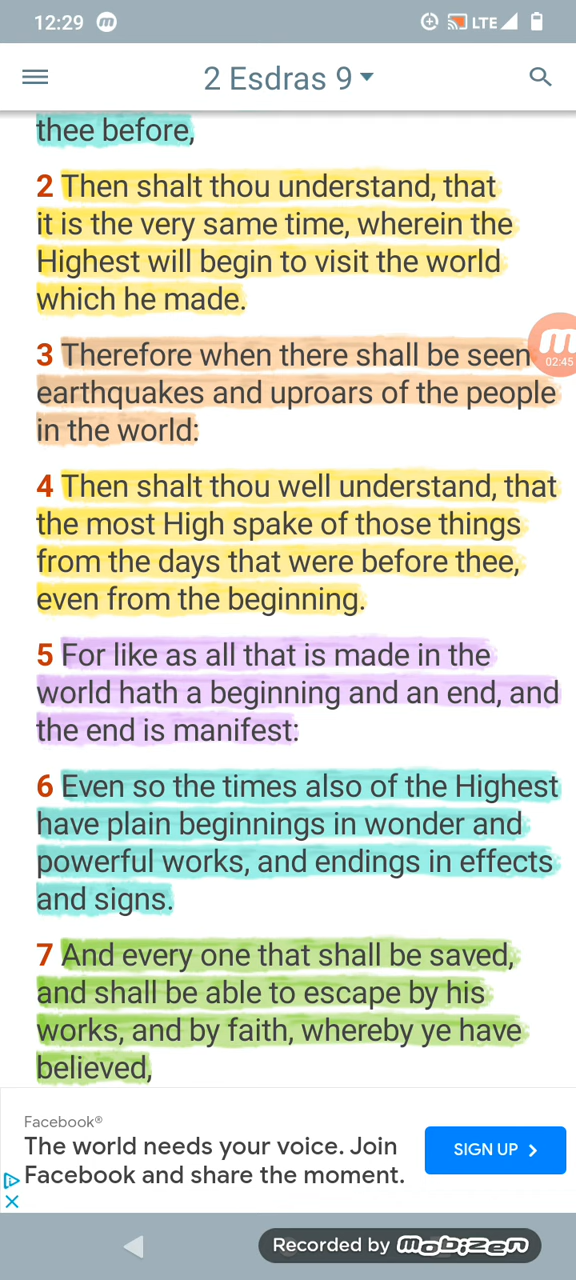 12:29 m LTE
2 Esdras 9
thee before,
2 Then shalt thou understand, that
it is the very same time, wherein the
Highest will begin to visit the world
which he made.
3 Therefore when there shall be seen
earthquakes and uproars of the people
in the world:
m
02:45
4 Then shalt thou well understand, that
the most High spake of those things
from the days that were before thee,
even from the beginning.
5 For like as all that is made in the
world hath a beginning and an end, and
the end is manifest:
6 Even so the times also of the Highest
have plain beginnings in wonder and
powerful works, and endings in effects
and signs.
7 And every one that shall be saved,
and shall be able to escape by his
works, and by faith, whereby ye have
believed,
Facebook®
The world needs your voice. Join
Facebook and share the moment.
SIGN UP
Recorded by mobizen